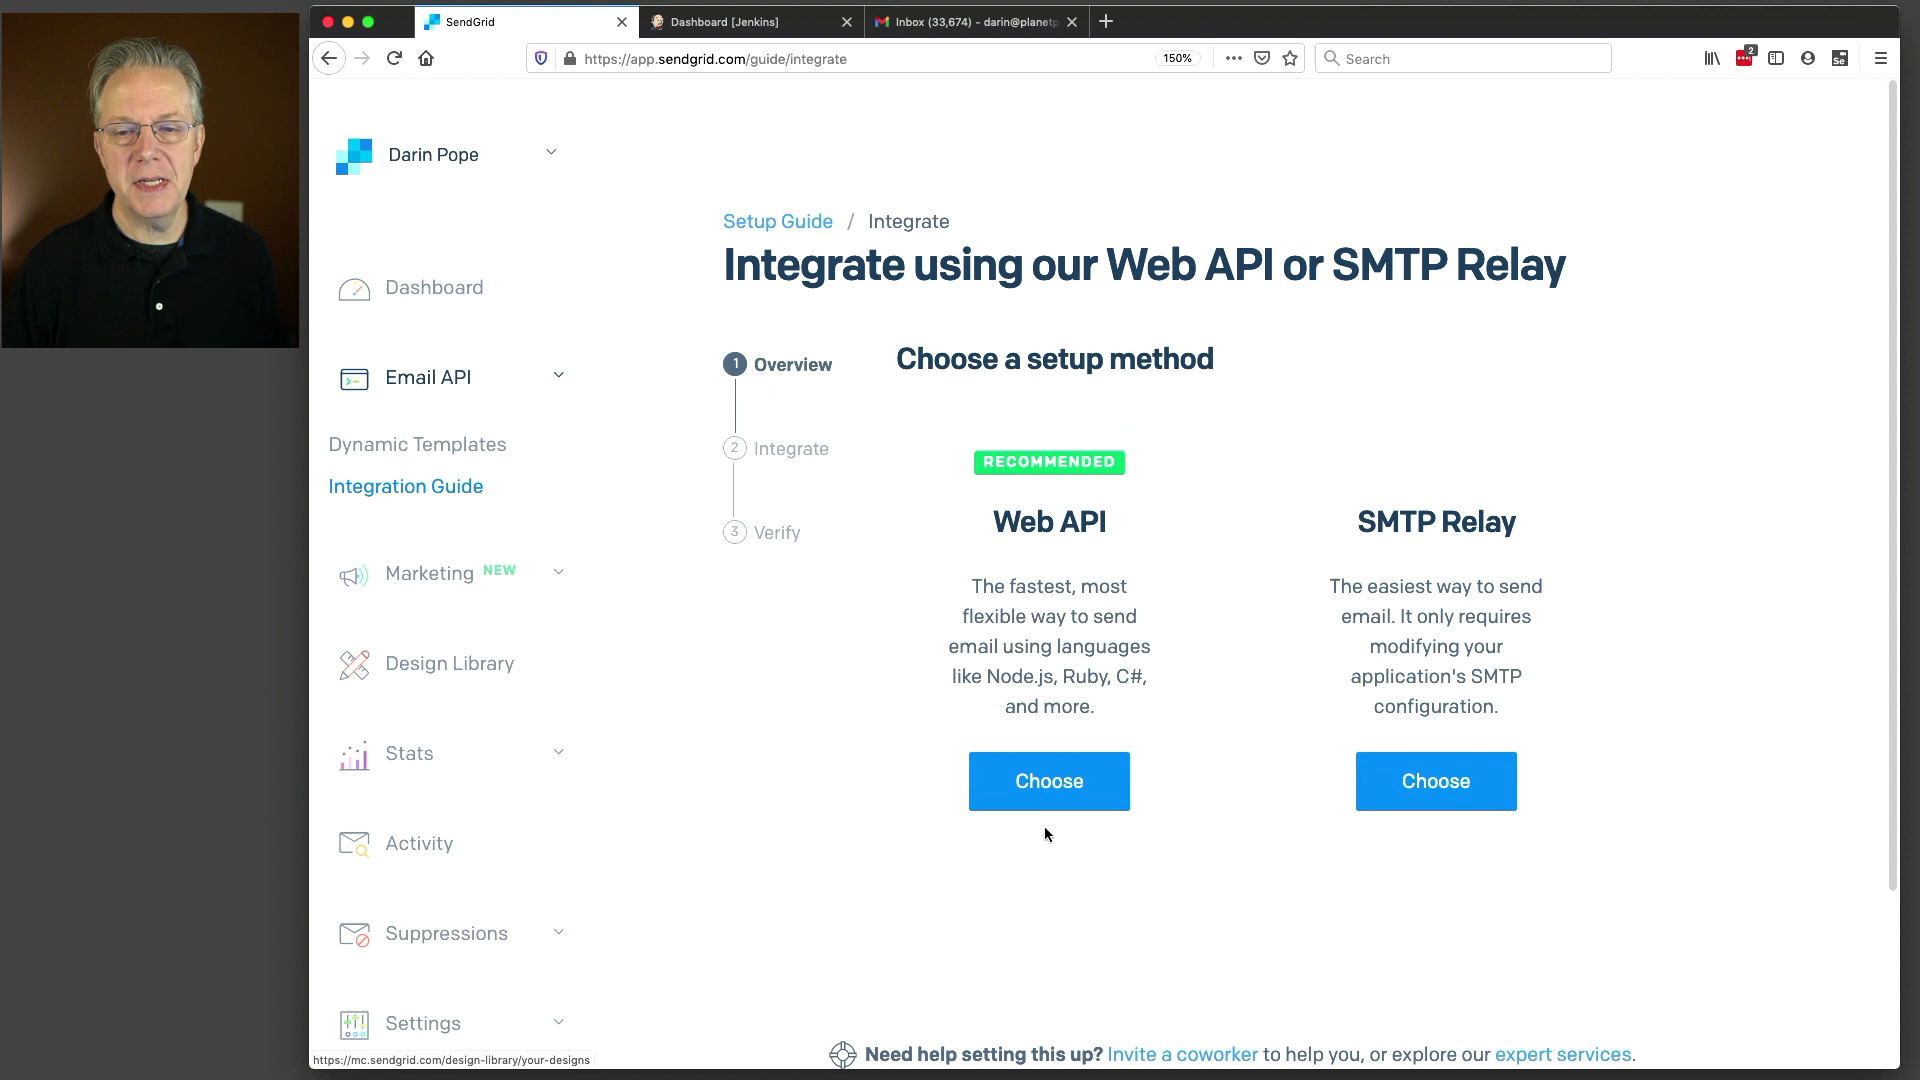 SendGrid
Dashboard [Jenkins]
Inbox (33,674) - darin@planetp
https://app.sendgrid.com/guide/integrate
150%
Search
2
Se
Darin Pope
Dashboard
Email API
Dynamic Templates
Integration Guide
Marketing NEW
Design Library
Stats
Activity
Suppressions
Settings
Setup Guide / Integrate
Integrate using our Web API or SMTP Relay
1 Overview
2 Integrate
3 Verify
Choose a setup method
RECOMMENDED
Web API
The fastest, most
flexible way to send
email using languages
like Node.js, Ruby, C#,
and more.
Choose
SMTP Relay
The easiest way to send
email. It only requires
modifying your
application's SMTP
configuration.
Choose
Need help setting this up? Invite a coworker to help you, or explore our expert services.
https://mc.sendgrid.com/design-library/your-designs